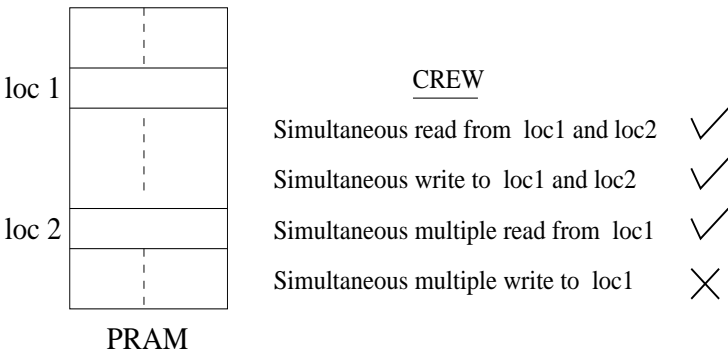 loc 1
loc 2
PRAM
CREW
Simultaneous read from loc1 and loc2
Simultaneous write to loc1 and loc2
Simultaneous multiple read from loc1
Simultaneous multiple write to loc1